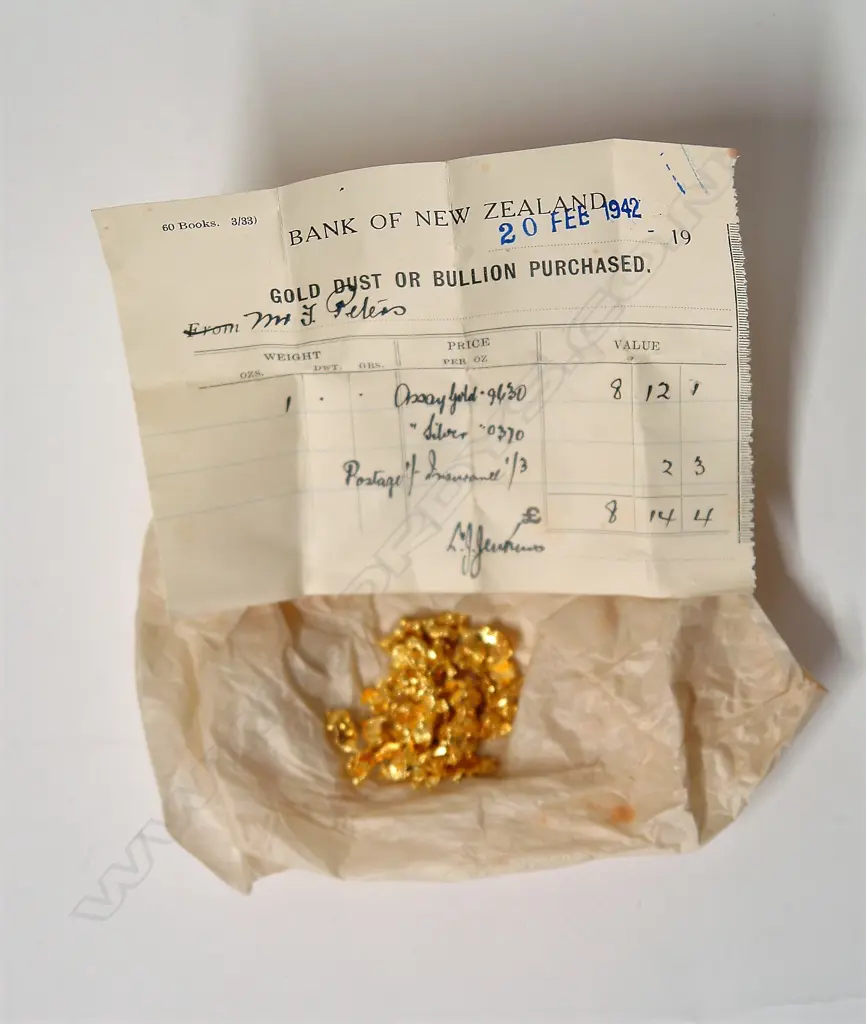 60 Books. 3/33)
BANK OF NEW ZEALAND
20 FEB 1942
- 19
GOLD DUST OR BULLION PURCHASED.
From Mr J. Peters
WEIGHT PRICE VALUE
OZS. DWT. GRS. PER OZ
1 . . Assay Gold . 9630 8 12 1
" Silver . 0370
Postage 1/- Insurance 1/3 2 3
£ 8 14 4